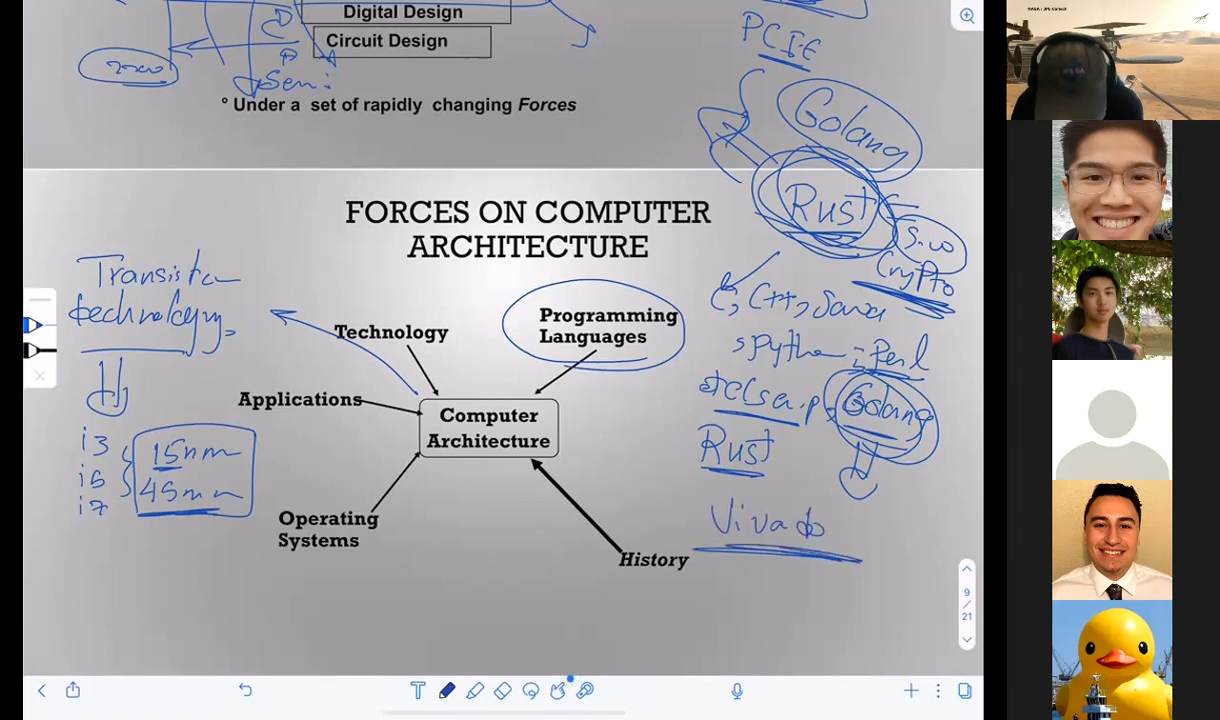 Digital Design
Circuit Design
Semi
PCIE
° Under a set of rapidly changing Forces
Golang
Rust
Crypto
FORCES ON COMPUTER
ARCHITECTURE
Transistor
technology,
Technology
Programming
Languages
C, C++, Java
, Python, Perl
Applications
Computer
Architecture
Golang
Rust
i3
i5
i7
15nm
45nm
Operating
Systems
Vivado
History
9
/
21
T
NASA